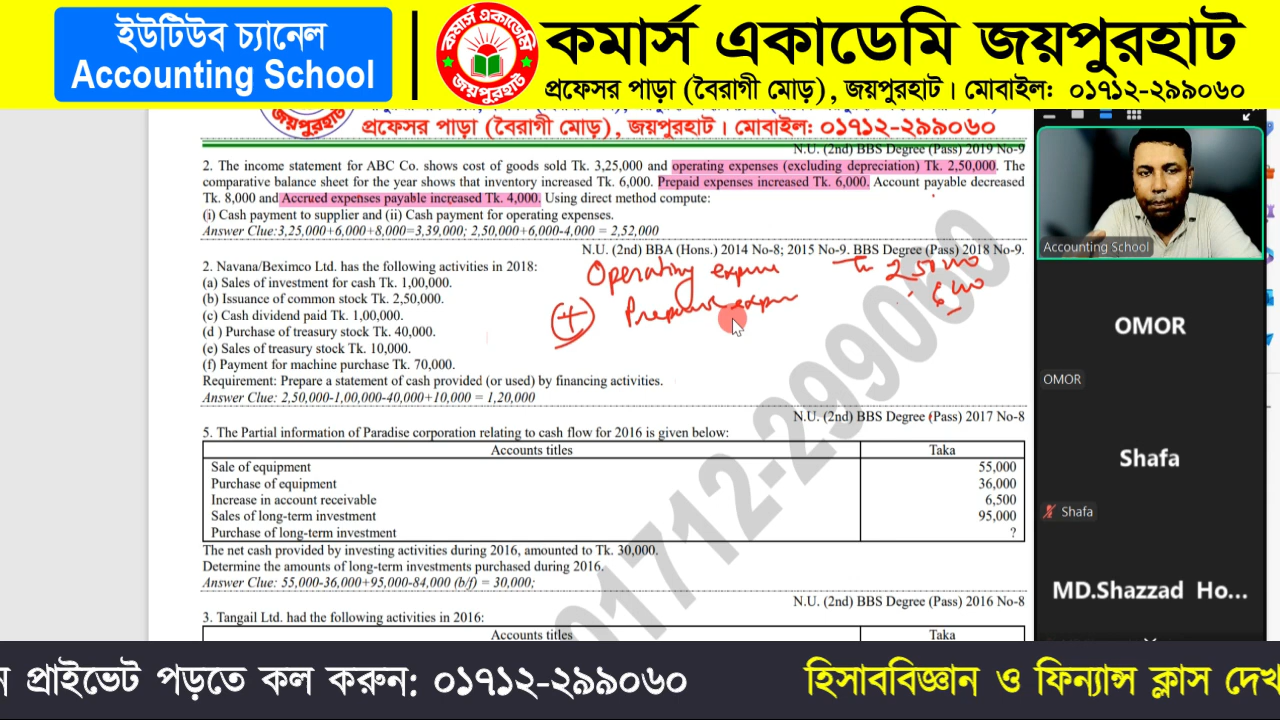 ইউটিউব চ্যানেল
Accounting School
কমার্স একাডেমি
জয়পুরহাট
কমার্স একাডেমি জয়পুরহাট
প্রফেসর পাড়া (বৈরাগী মোড়), জয়পুরহাট। মোবাইল: ০১৭১২-২৯৯০৬০
প্রফেসর পাড়া (বৈরাগী মোড়), জয়পুরহাট। মোবাইল: ০১৭১২-২৯৯০৬০
N.U. (2nd) BBS Degree (Pass) 2019 No-9
2. The income statement for ABC Co. shows cost of goods sold Tk. 3,25,000 and operating expenses (excluding depreciation) Tk. 2,50,000. The
comparative balance sheet for the year shows that inventory increased Tk. 6,000. Prepaid expenses increased Tk. 6,000. Account payable decreased
Tk. 8,000 and Accrued expenses payable increased Tk. 4,000. Using direct method compute:
(i) Cash payment to supplier and (ii) Cash payment for operating expenses.
Answer Clue:3,25,000+6,000+8,000=3,39,000; 2,50,000+6,000-4,000 = 2,52,000
N.U. (2nd) BBA (Hons.) 2014 No-8; 2015 No-9. BBS Degree (Pass) 2018 No-9.
2. Navana/Beximco Ltd. has the following activities in 2018:
(a) Sales of investment for cash Tk. 1,00,000.
(b) Issuance of common stock Tk. 2,50,000.
(c) Cash dividend paid Tk. 1,00,000.
(d ) Purchase of treasury stock Tk. 40,000.
(e) Sales of treasury stock Tk. 10,000.
(f) Payment for machine purchase Tk. 70,000.
Requirement: Prepare a statement of cash provided (or used) by financing activities.
Answer Clue: 2,50,000-1,00,000-40,000+10,000 = 1,20,000
Operating
(+)
N.U. (2nd) BBS Degree (Pass) 2017 No-8
5. The Partial information of Paradise corporation relating to cash flow for 2016 is given below:
Accounts titles Taka
Sale of equipment 55,000
Purchase of equipment 36,000
Increase in account receivable 6,500
Sales of long-term investment 95,000
Purchase of long-term investment ?
The net cash provided by investing activities during 2016, amounted to Tk. 30,000.
Determine the amounts of long-term investments purchased during 2016.
Answer Clue: 55,000-36,000+95,000-84,000 (b/f) = 30,000;
N.U. (2nd) BBS Degree (Pass) 2016 No-8
3. Tangail Ltd. had the following activities in 2016:
Accounts titles Taka
01712-299060
Accounting School
OMOR
OMOR
Shafa
Shafa
MD.Shazzad Ho...
প্রাইভেট পড়তে কল করুন: ০১৭১২-২৯৯০৬০
হিসাববিজ্ঞান ও ফিন্যান্স ক্লাস